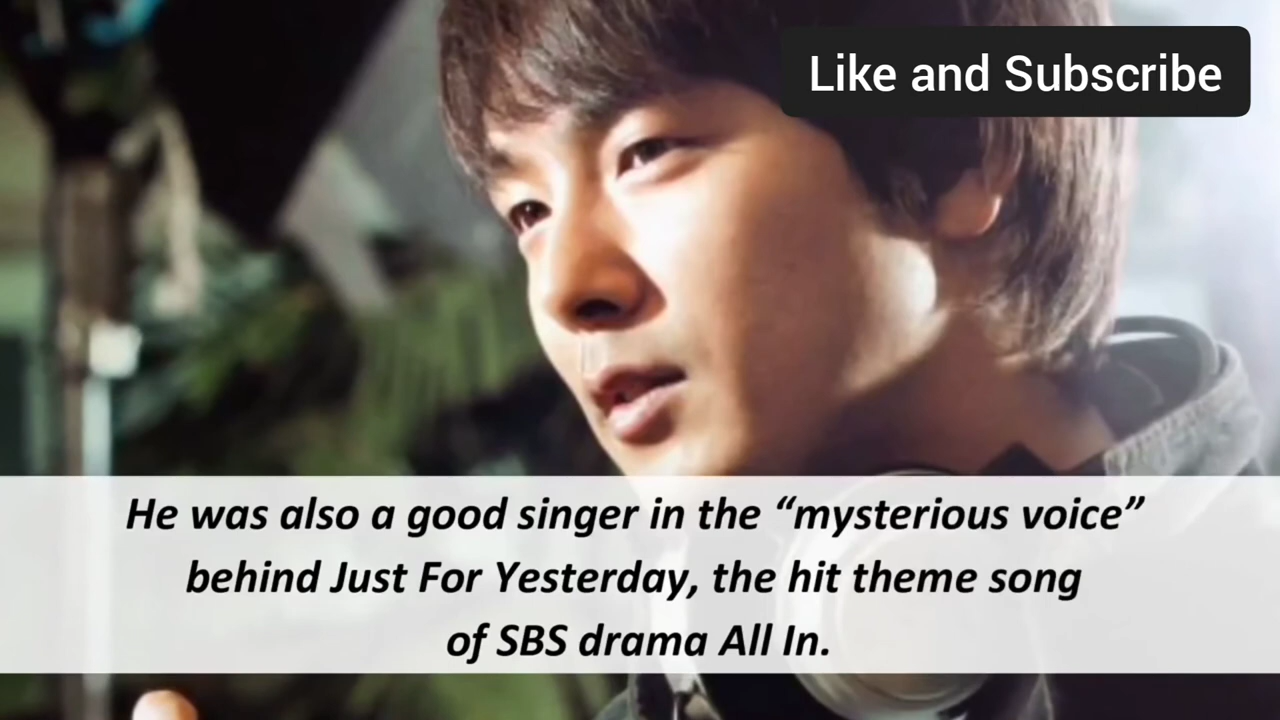 Like and Subscribe
He was also a good singer in the “mysterious voice”
behind Just For Yesterday, the hit theme song
of SBS drama All In.